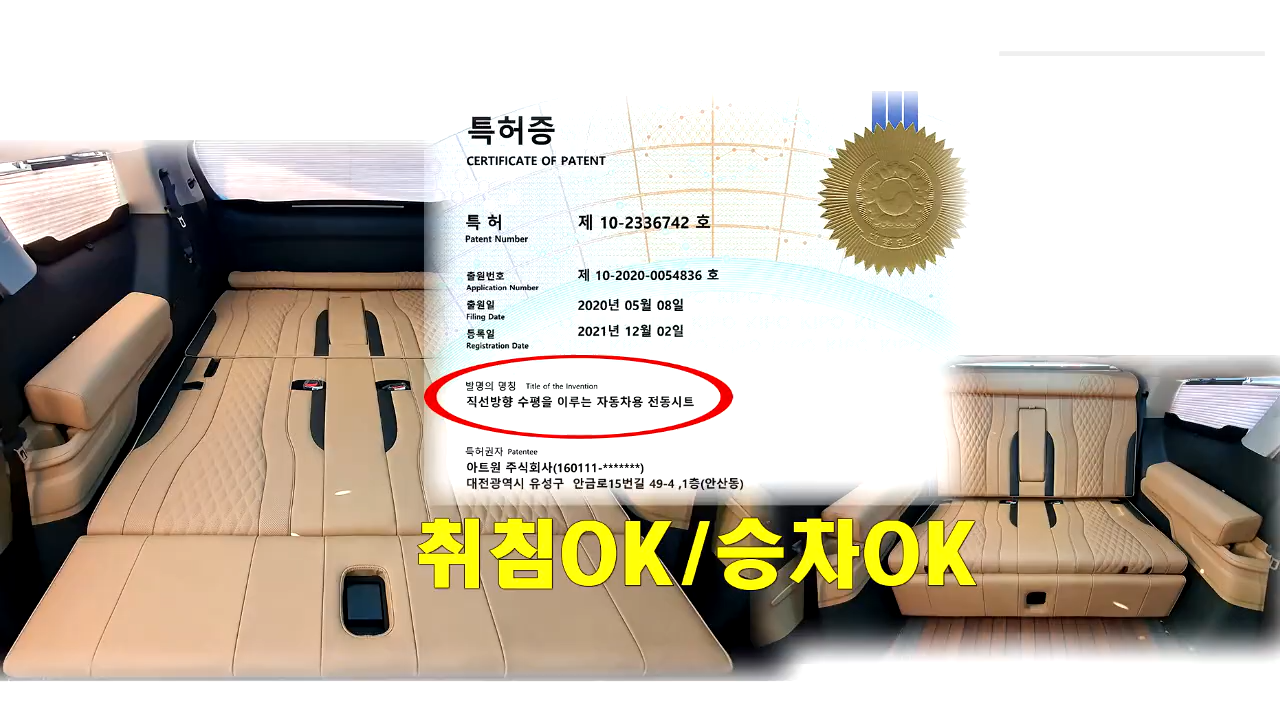 특허증
CERTIFICATE OF PATENT
특 허 제 10-2336742 호
Patent Number
출원번호 제 10-2020-0054836 호
Application Number
출원일 2020년 05월 08일
Filing Date
등록일 2021년 12월 02일
Registration Date
발명의 명칭 Title of the Invention
직선방향 수평을 이루는 자동차용 전동시트
특허권자 Patentee
아트원 주식회사(160111-*******)
대전광역시 유성구 안금로15번길 49-4 ,1층(안산동)
취침OK/승차OK